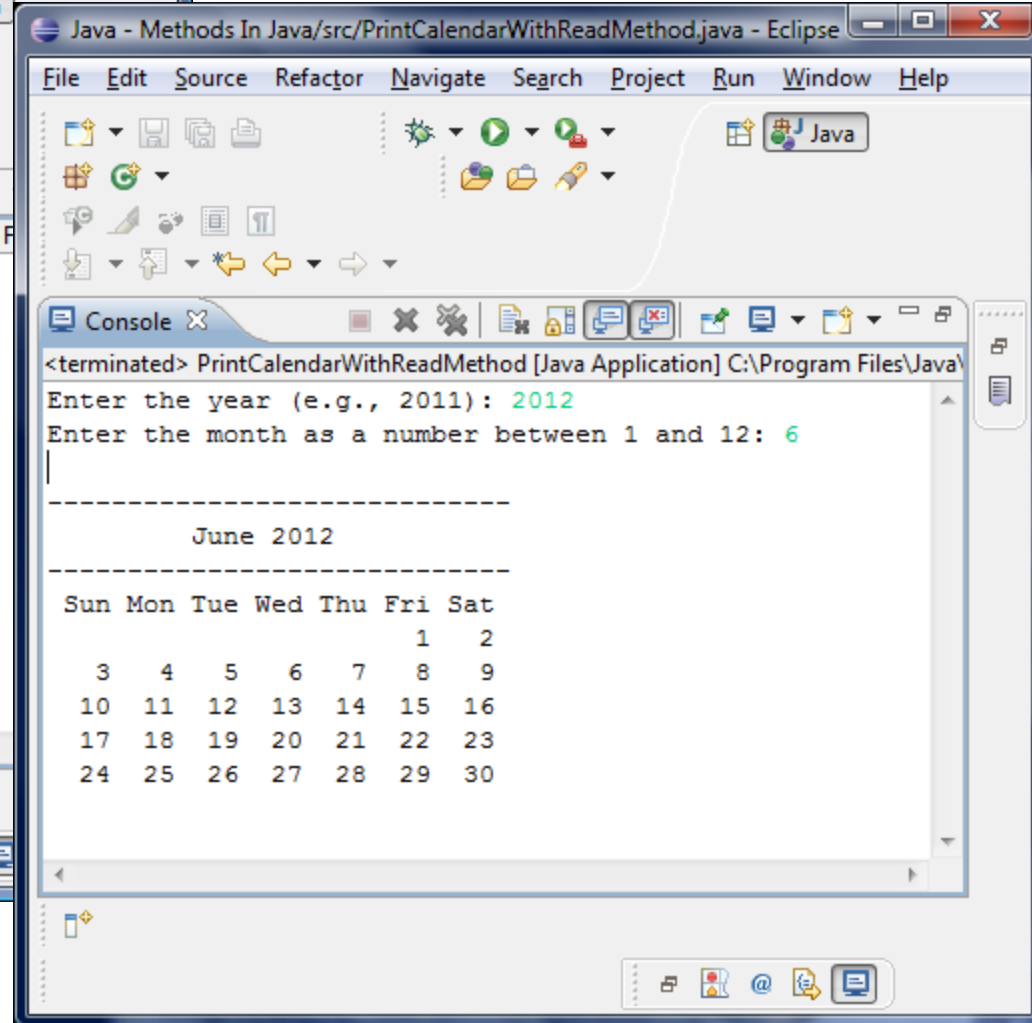 Java - Methods In Java/src/PrintCalendarWithReadMethod.java - Eclipse
File Edit Source Refactor Navigate Search Project Run Window Help
Java
Console
<terminated> PrintCalendarWithReadMethod [Java Application] C:\Program Files\Java\
Enter the year (e.g., 2011): 2012
Enter the month as a number between 1 and 12: 6
-----------------------------
June 2012
-----------------------------
Sun Mon Tue Wed Thu Fri Sat
1 2
3 4 5 6 7 8 9
10 11 12 13 14 15 16
17 18 19 20 21 22 23
24 25 26 27 28 29 30